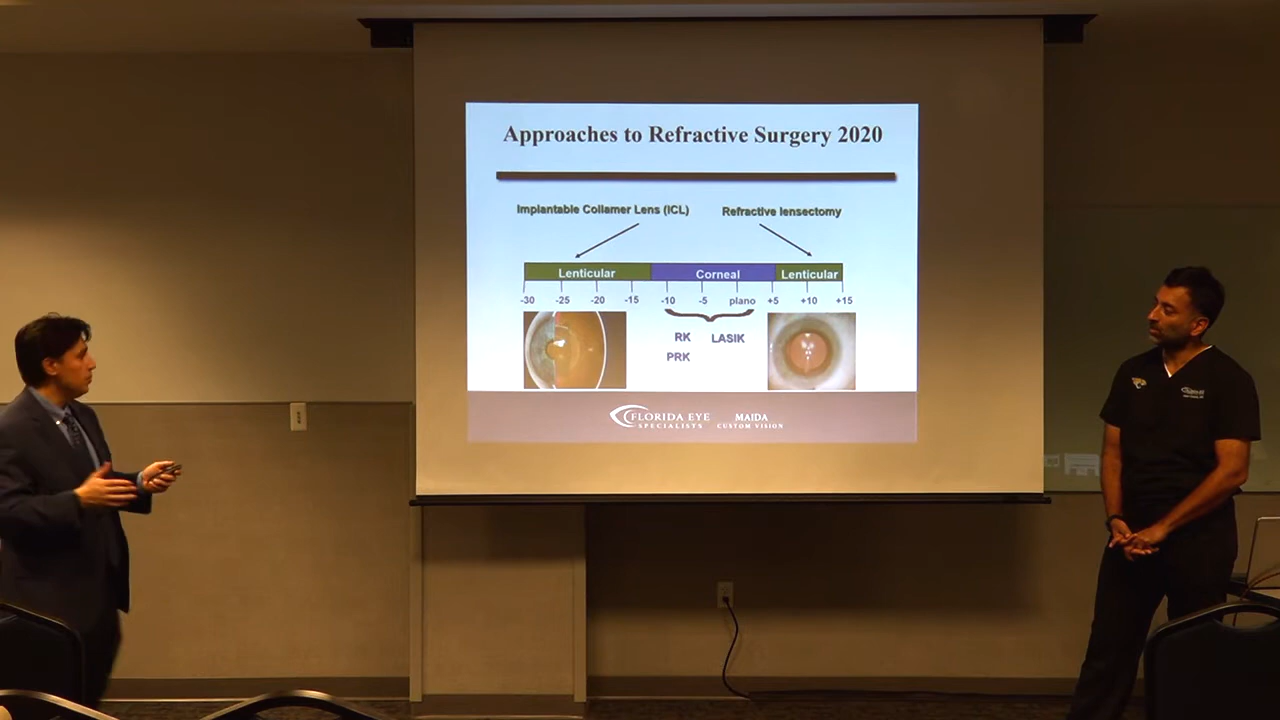 Approaches to Refractive Surgery 2020
Implantable Collamer Lens (ICL) Refractive lensectomy
Lenticular Corneal Lenticular
-30 -25 -20 -15 -10 -5 plano +5 +10 +15
RK LASIK
PRK
FLORIDA EYE MAIDA
SPECIALISTS CUSTOM VISION